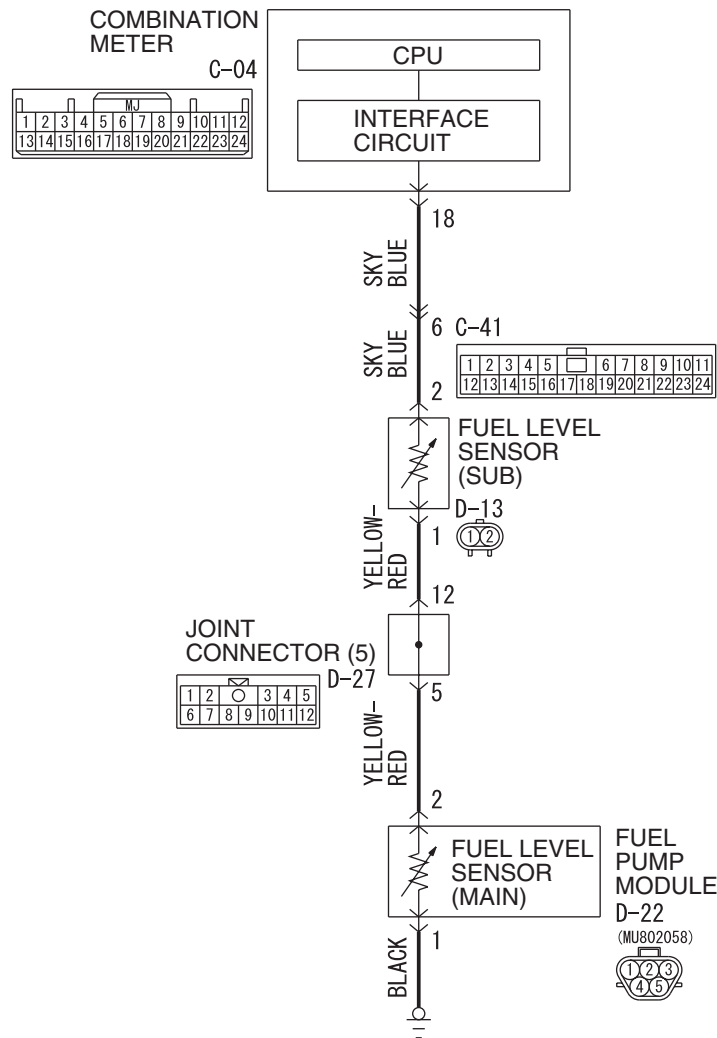 COMBINATION
METER
C-04
MJ
1 2 3 4 5 6 7 8 9 10 11 12
13 14 15 16 17 18 19 20 21 22 23 24
CPU
INTERFACE
CIRCUIT
18
SKY
BLUE
6 C-41
1 2 3 4 5 6 7 8 9 10 11
12 13 14 15 16 17 18 19 20 21 22 23 24
SKY
BLUE
2
FUEL LEVEL
SENSOR
(SUB)
D-13
1 2
1
YELLOW-
RED
12
JOINT
CONNECTOR (5)
D-27
1 2 3 4 5
6 7 8 9 10 11 12
5
YELLOW-
RED
2
FUEL LEVEL
SENSOR
(MAIN)
FUEL
PUMP
MODULE
D-22
(MU802058)
1 2 3
4 5
1
BLACK